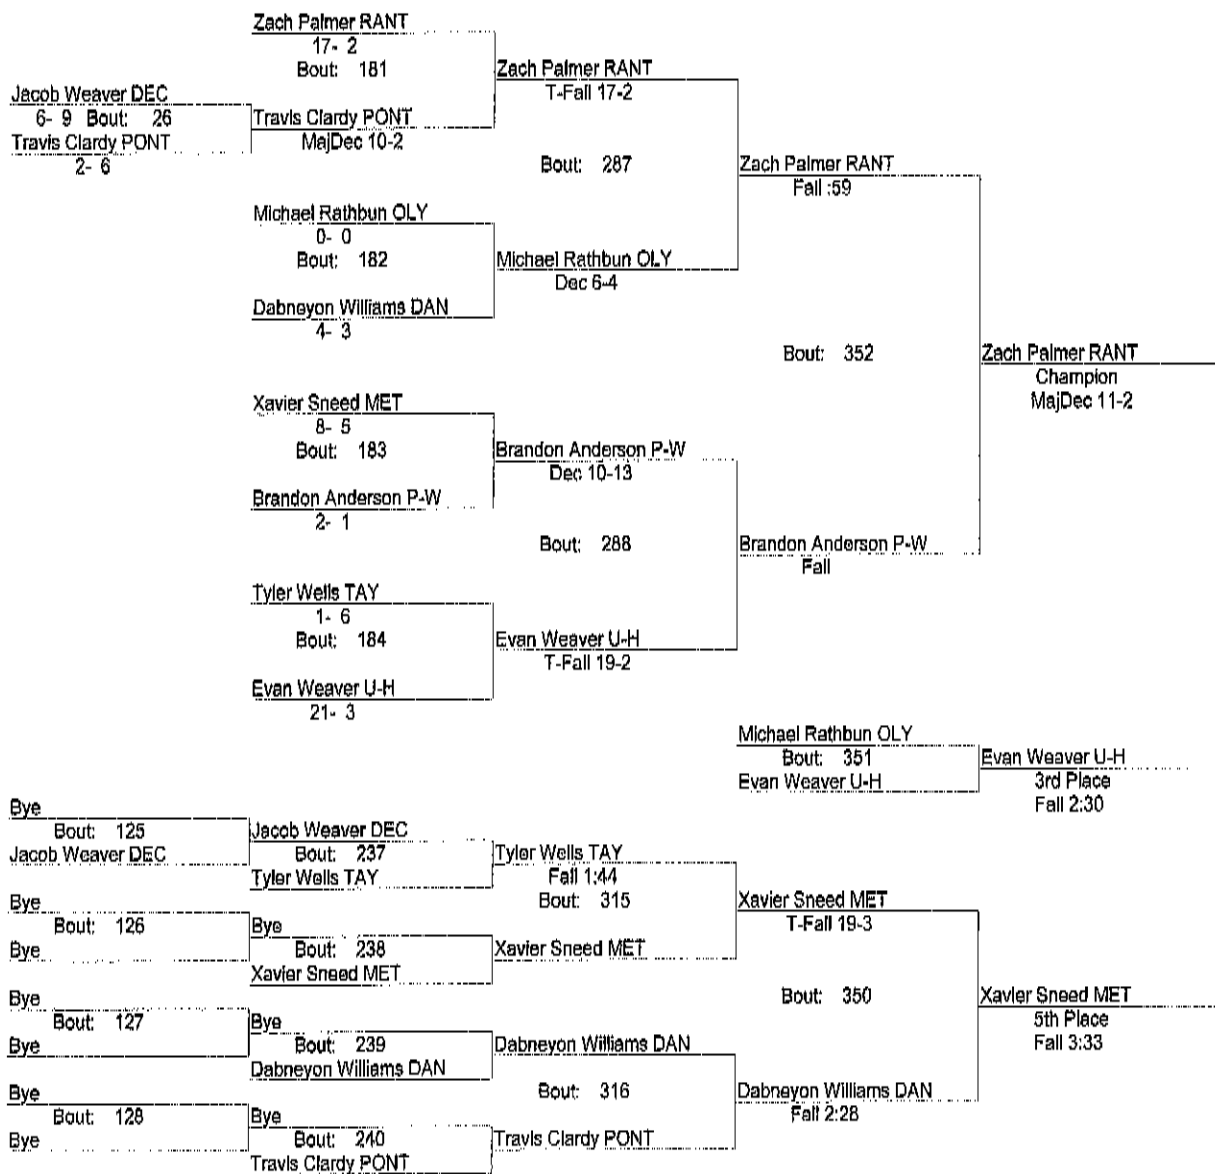 Zach Palmer RANT
17- 2
Bout: 181
Zach Palmer RANT
T-Fall 17-2
Jacob Weaver DEC
6- 9 Bout: 26
Travis Clardy PONT
2- 6
Travis Clardy PONT
MajDec 10-2
Bout: 287
Zach Palmer RANT
Fall :59
Michael Rathbun OLY
0- 0
Bout: 182
Michael Rathbun OLY
Dec 6-4
Dabneyon Williams DAN
4- 3
Bout: 352
Zach Palmer RANT
Champion
MajDec 11-2
Xavier Sneed MET
8- 5
Bout: 183
Brandon Anderson P-W
Dec 10-13
Brandon Anderson P-W
2- 1
Bout: 288
Brandon Anderson P-W
Fall
Tyler Wells TAY
1- 6
Bout: 184
Evan Weaver U-H
T-Fall 19-2
Evan Weaver U-H
21- 3
Michael Rathbun OLY
Bout: 351
Evan Weaver U-H
Evan Weaver U-H
3rd Place
Fall 2:30
Bye
Bout: 125
Jacob Weaver DEC
Jacob Weaver DEC
Bout: 237
Tyler Wells TAY
Tyler Wells TAY
Fall 1:44
Bout: 315
Xavier Sneed MET
T-Fall 19-3
Bye
Bout: 126
Bye
Bye
Bout: 238
Xavier Sneed MET
Xavier Sneed MET
Bout: 350
Xavier Sneed MET
5th Place
Fall 3:33
Bye
Bout: 127
Bye
Bye
Bout: 239
Dabneyon Williams DAN
Dabneyon Williams DAN
Bout: 316
Dabneyon Williams DAN
Fall 2:28
Bye
Bout: 128
Bye
Bye
Bout: 240
Travis Clardy PONT
Travis Clardy PONT